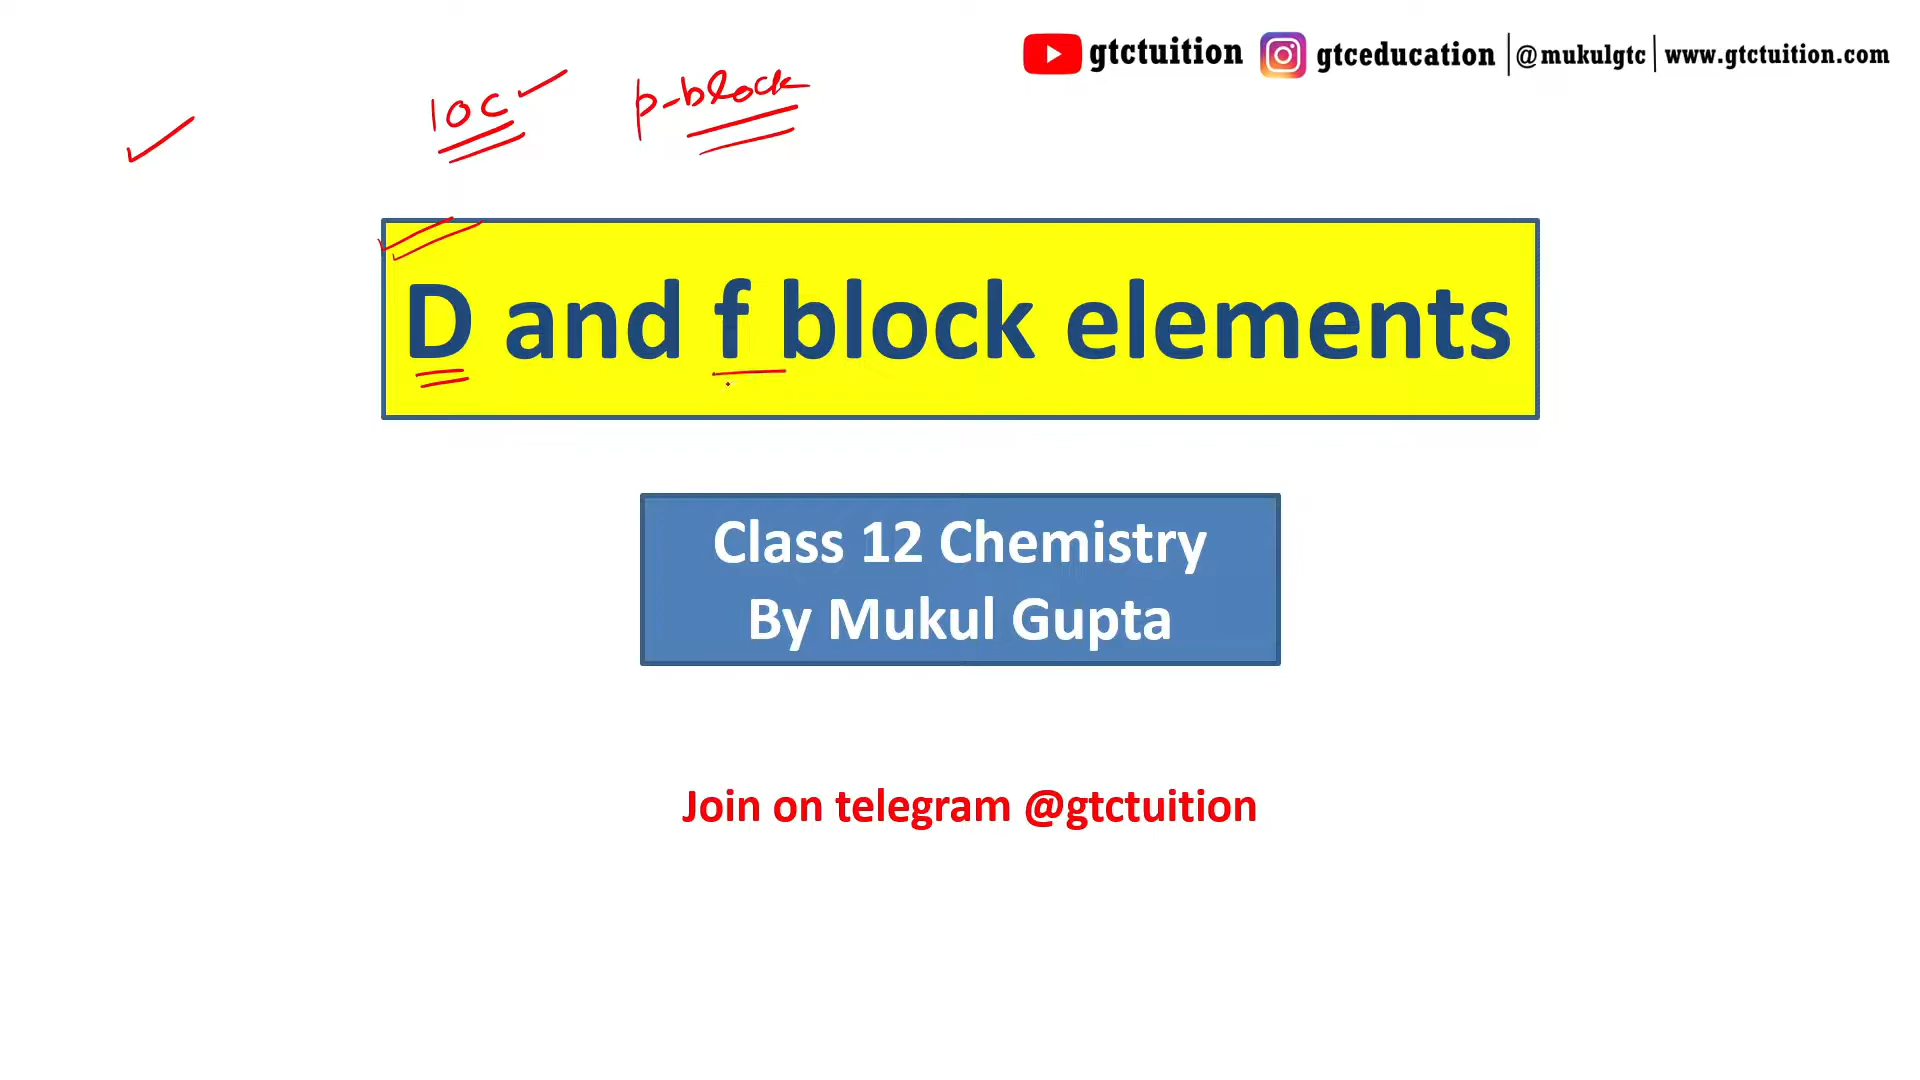 gtctuition gtceducation |@mukulgtc| www.gtctuition.com
IOC p-block
D and f block elements
Class 12 Chemistry
By Mukul Gupta
Join on telegram @gtctuition